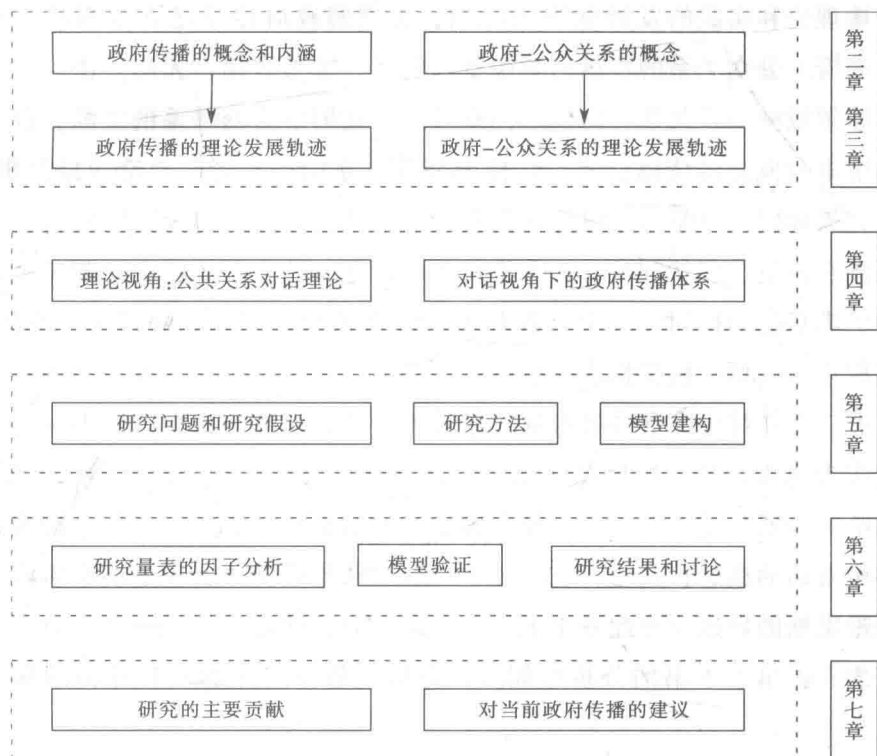 政府传播的概念和内涵
政府-公众关系的概念
政府传播的理论发展轨迹
政府-公众关系的理论发展轨迹
第二章
第三章
理论视角:公共关系对话理论
对话视角下的政府传播体系
第四章
研究问题和研究假设
研究方法
模型建构
第五章
研究量表的因子分析
模型验证
研究结果和讨论
第六章
研究的主要贡献
对当前政府传播的建议
第七章